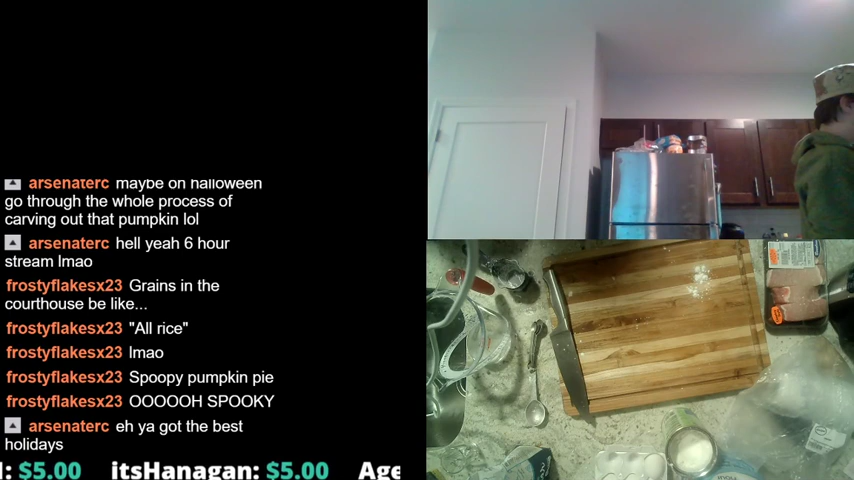 arsenaterc maybe on halloween
go through the whole process of
carving out that pumpkin lol
arsenaterc hell yeah 6 hour
stream lmao
frostyflakesx23 Grains in the
courthouse be like...
frostyflakesx23 "All rice"
frostyflakesx23 lmao
frostyflakesx23 Spoopy pumpkin pie
frostyflakesx23 OOOOOH SPOOKY
arsenaterc eh ya got the best
holidays
: $5.00 itsHanagan: $5.00 Age